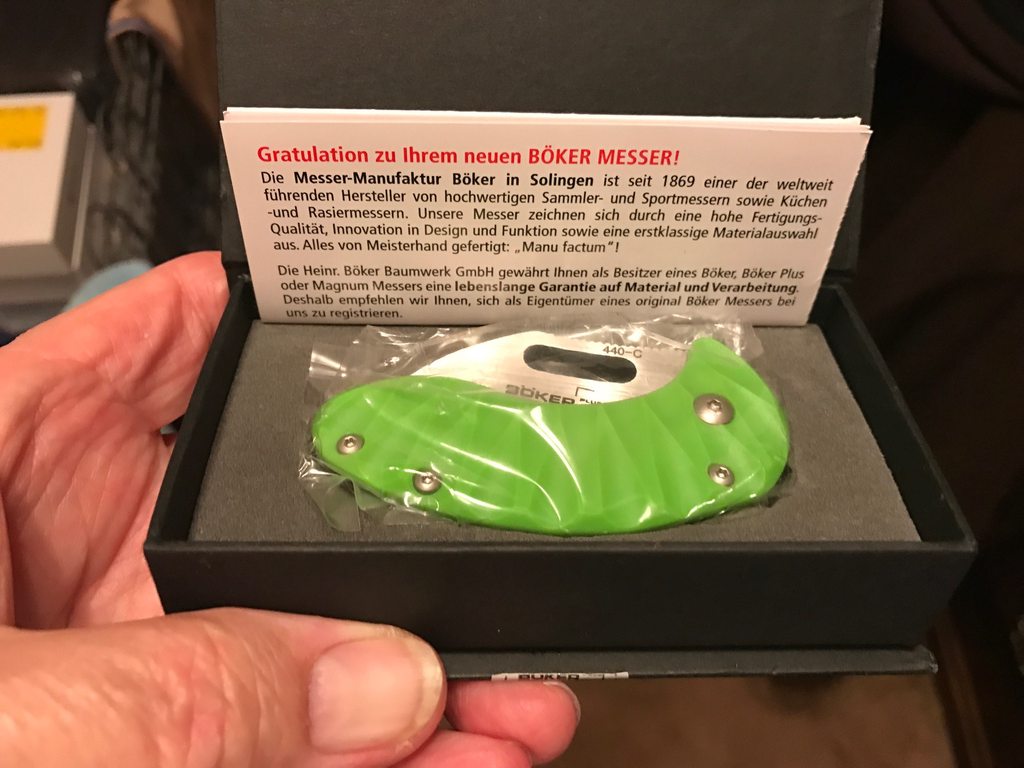 Gratulation zu Ihrem neuen BÖKER MESSER!
Die Messer-Manufaktur Böker in Solingen ist seit 1869 einer der weltweit
führenden Hersteller von hochwertigen Sammler- und Sportmessern sowie Küchen
-und Rasiermessern. Unsere Messer zeichnen sich durch eine hohe Fertigungs-
Qualität, Innovation in Design und Funktion sowie eine erstklassige Materialauswahl
aus. Alles von Meisterhand gefertigt: „Manu factum“!
Die Heinr. Böker Baumwerk GmbH gewährt Ihnen als Besitzer eines Böker, Böker Plus
oder Magnum Messers eine lebenslange Garantie auf Material und Verarbeitung.
Deshalb empfehlen wir Ihnen, sich als Eigentümer eines original Böker Messers bei
uns zu registrieren.
440-C
BÖKER PLUS
BÖKER